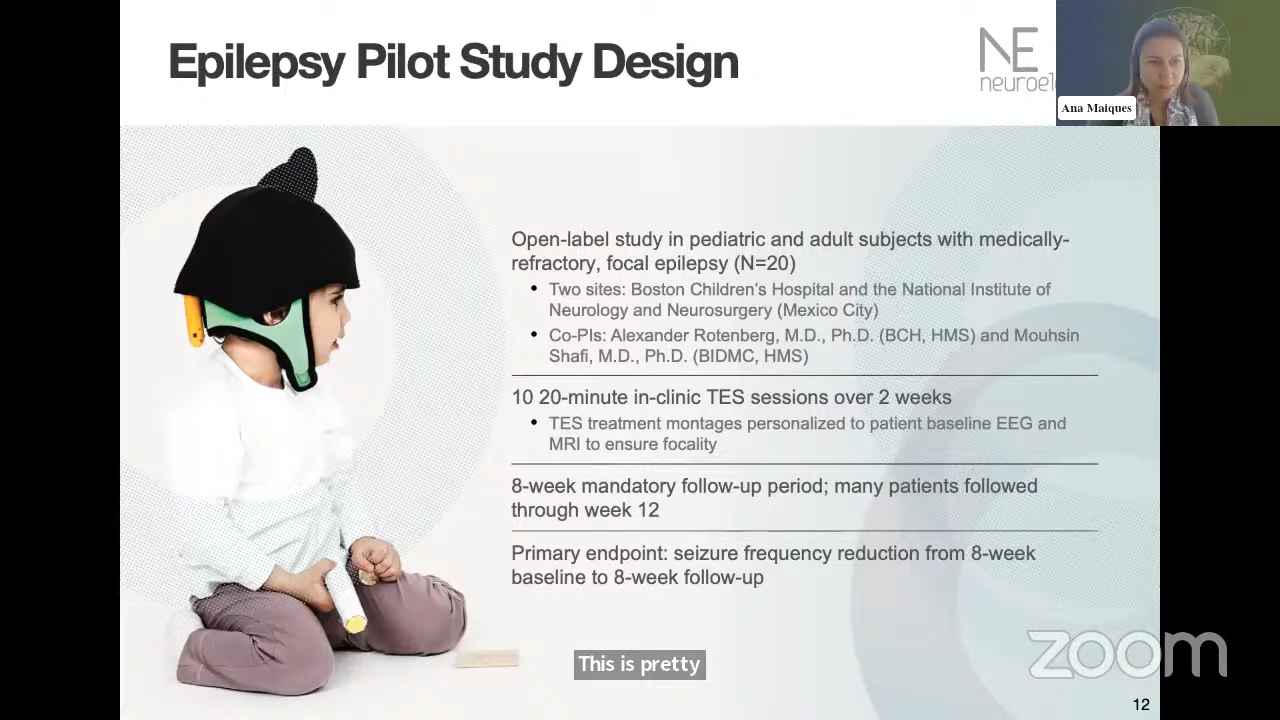 Epilepsy Pilot Study Design
NE
neuroel
Ana Maiques
Open-label study in pediatric and adult subjects with medically-
refractory, focal epilepsy (N=20)
• Two sites: Boston Children's Hospital and the National Institute of
Neurology and Neurosurgery (Mexico City)
• Co-PIs: Alexander Rotenberg, M.D., Ph.D. (BCH, HMS) and Mouhsin
Shafi, M.D., Ph.D. (BIDMC, HMS)
10 20-minute in-clinic TES sessions over 2 weeks
• TES treatment montages personalized to patient baseline EEG and
MRI to ensure focality
8-week mandatory follow-up period; many patients followed
through week 12
Primary endpoint: seizure frequency reduction from 8-week
baseline to 8-week follow-up
This is pretty
zoom
12